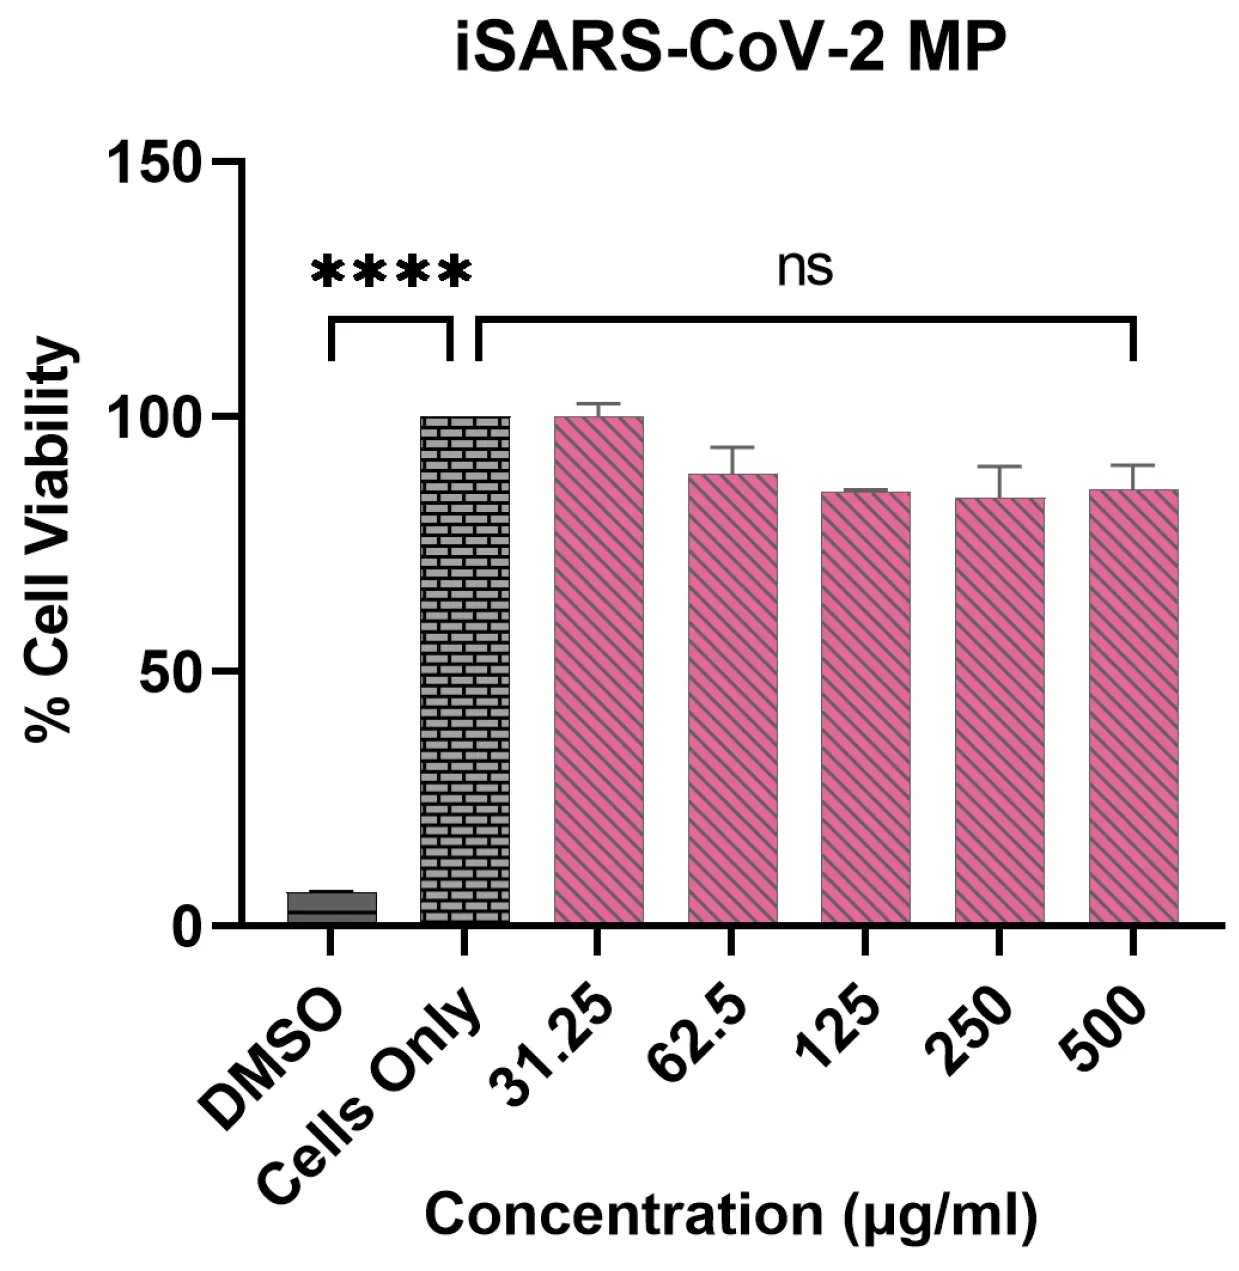 iSARS-CoV-2 MP
150
100
50
0
% Cell Viability
****
ns
DMSO
Cells Only
31.25
62.5
125
250
500
Concentration (µg/ml)